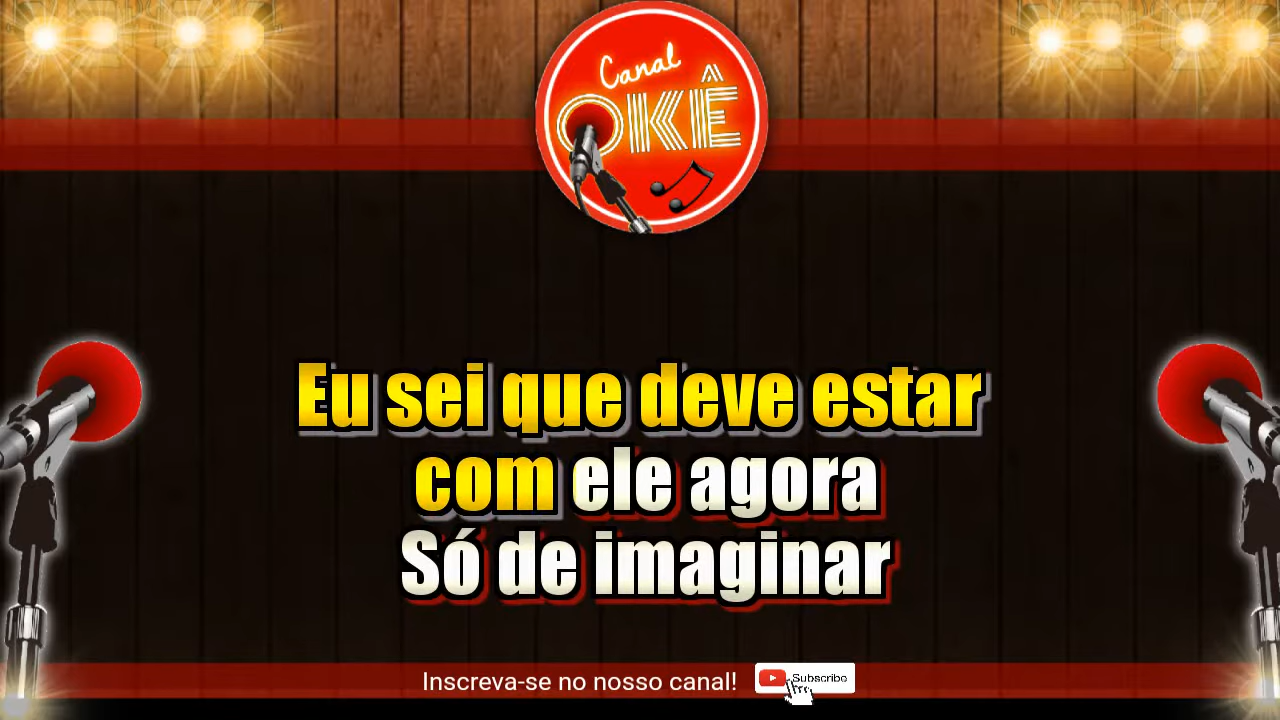 Canal
OKÊ
Eu sei que deve estar
com ele agora
Só de imaginar
Inscreva-se no nosso canal!
Subscribe